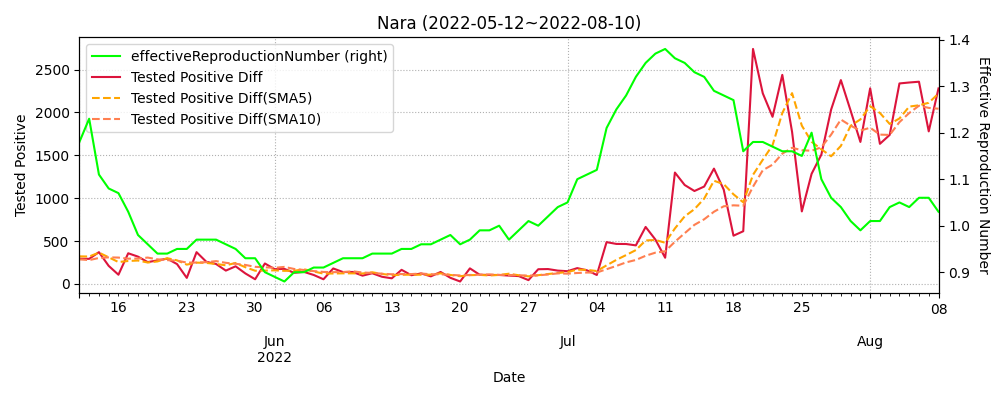 Nara (2022-05-12~2022-08-10)
effectiveReproductionNumber (right)
Tested Positive Diff
Tested Positive Diff(SMA5)
Tested Positive Diff(SMA10)
Tested Positive
2500
2000
1500
1000
500
0
1.4
1.3
1.2
1.1
1.0
0.9
Effective Reproduction Number
16 23 30 06 13 20 27 04 11 18 25 08
Jun Jul Aug
2022
Date